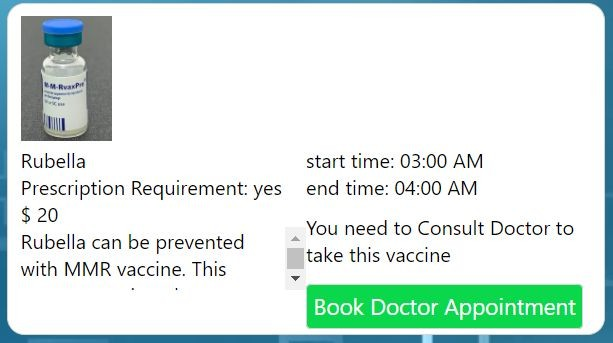 M-M-RvaxPro
Rubella
Prescription Requirement: yes
$ 20
Rubella can be prevented
with MMR vaccine. This
start time: 03:00 AM
end time: 04:00 AM
You need to Consult Doctor to
take this vaccine
Book Doctor Appointment